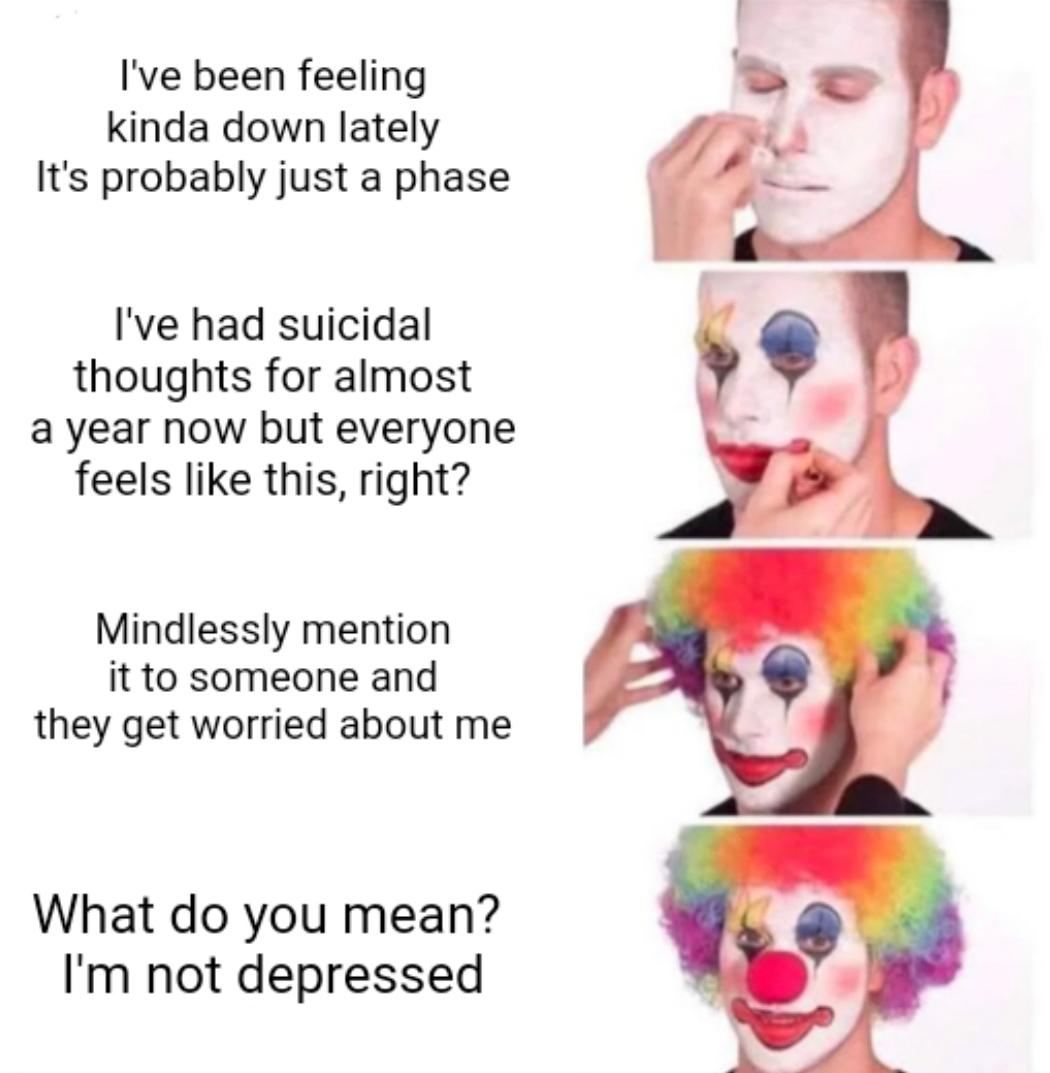 I've been feeling
kinda down lately
It's probably just a phase
I've had suicidal
thoughts for almost
a year now but everyone
feels like this, right?
Mindlessly mention
it to someone and
they get worried about me
What do you mean?
I'm not depressed